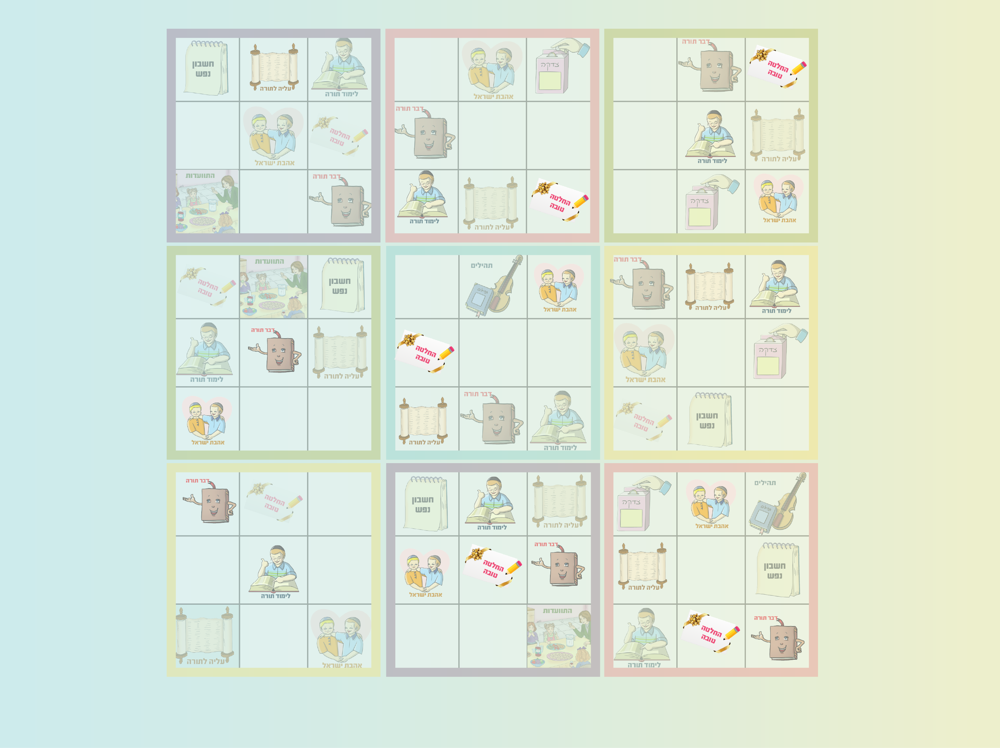 חשבון
נפש
עליה לתורה
לימוד תורה
אהבת ישראל
החלטה
טובה
התוועדות
דבר תורה
אהבת ישראל
צדקה
דבר תורה
לימוד תורה
עליה לתורה
החלטה
טובה
דבר תורה
החלטה
טובה
לימוד תורה
עליה לתורה
צדקה
אהבת ישראל
החלטה
טובה
התוועדות
חשבון
נפש
לימוד תורה
דבר תורה
עליה לתורה
אהבת ישראל
תהילים
תהילים
אהבת ישראל
החלטה
טובה
עליה לתורה
דבר תורה
לימוד תורה
דבר תורה
עליה לתורה
לימוד תורה
אהבת ישראל
צדקה
החלטה
טובה
חשבון
נפש
דבר תורה
החלטה
טובה
לימוד תורה
עליה לתורה
אהבת ישראל
חשבון
נפש
לימוד תורה
עליה לתורה
אהבת ישראל
החלטה
טובה
דבר תורה
התוועדות
צדקה
אהבת ישראל
תהילים
תהילים
עליה לתורה
חשבון
נפש
לימוד תורה
החלטה
טובה
דבר תורה